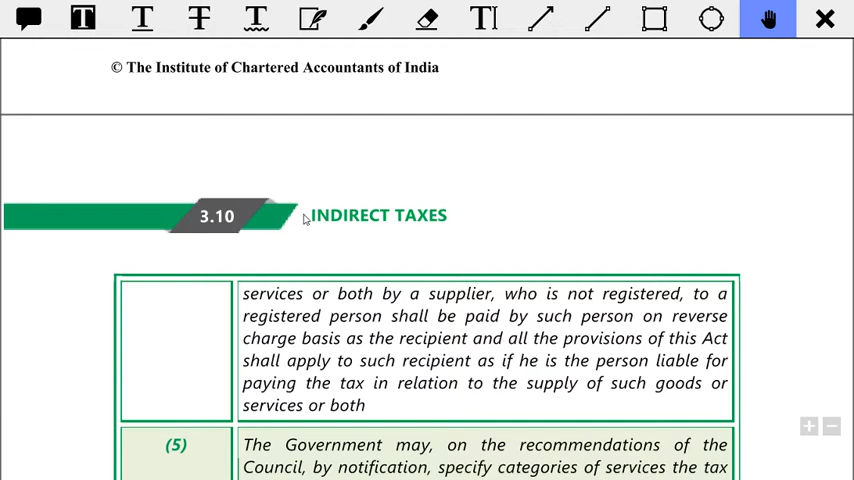 © The Institute of Chartered Accountants of India
3.10
INDIRECT TAXES
services or both by a supplier, who is not registered, to a
registered person shall be paid by such person on reverse
charge basis as the recipient and all the provisions of this Act
shall apply to such recipient as if he is the person liable for
paying the tax in relation to the supply of such goods or
services or both
(5)
The Government may, on the recommendations of the
Council, by notification, specify categories of services the tax